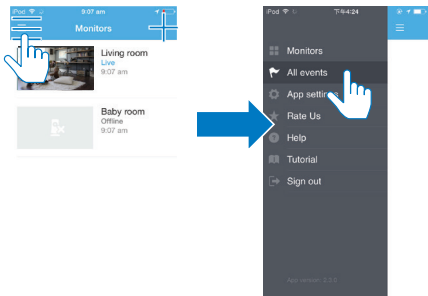 iPod 9:07 am
Monitors
Living room
Live
9:07 am
Baby room
Offline
9:07 am
iPod 下午4:24
Monitors
All events
App settings
Rate Us
Help
Tutorial
Sign out